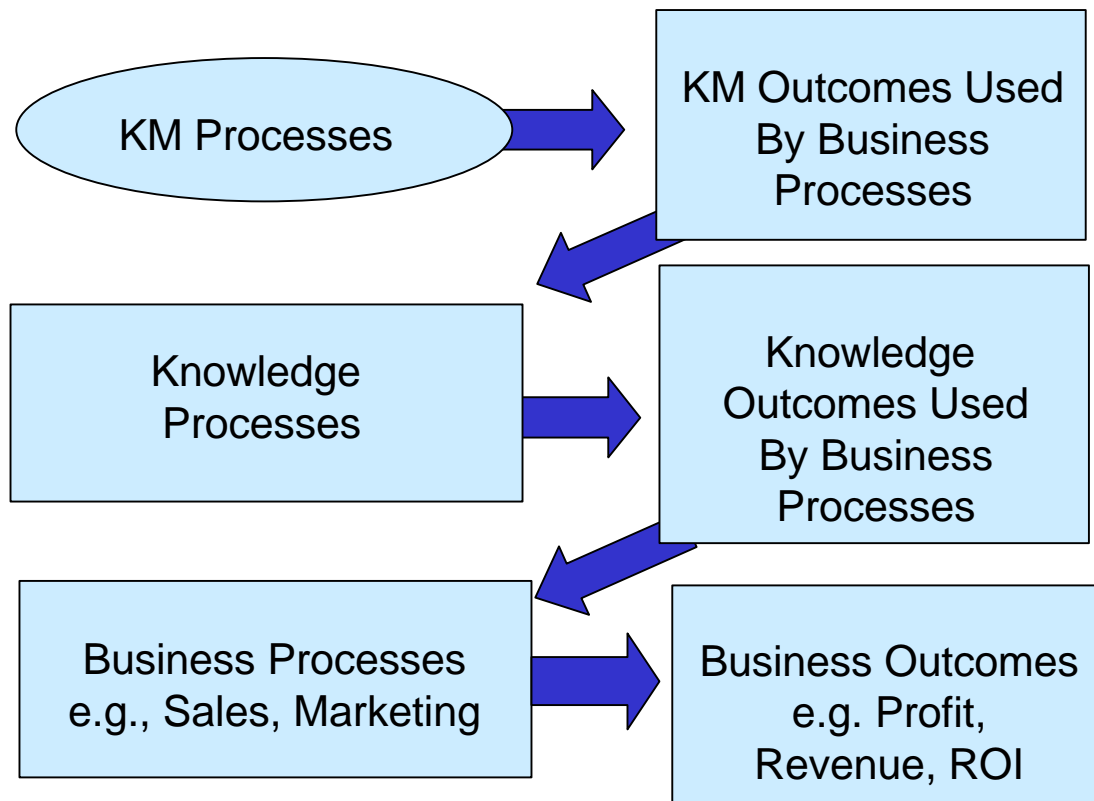 KM Processes
KM Outcomes Used
By Business
Processes
Knowledge
Processes
Knowledge
Outcomes Used
By Business
Processes
Business Processes
e.g., Sales, Marketing
Business Outcomes
e.g. Profit,
Revenue, ROI